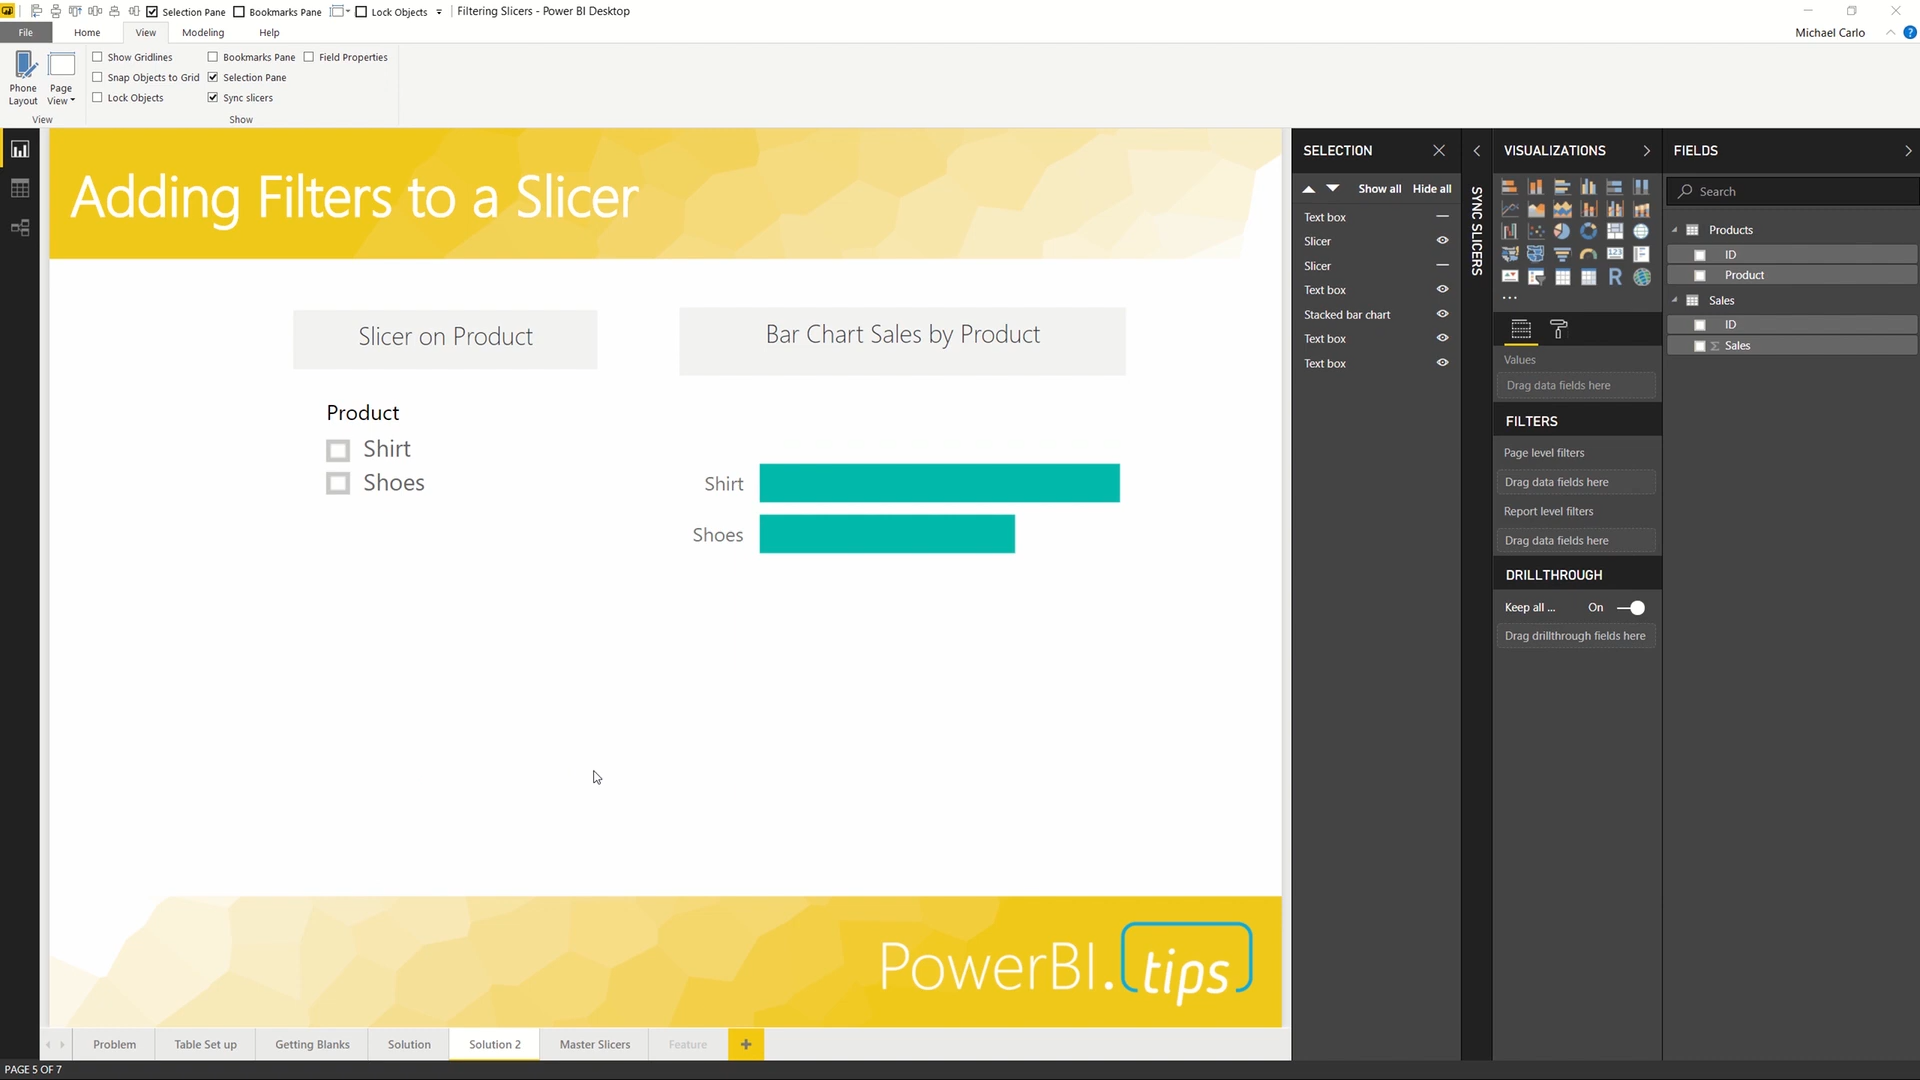 Selection Pane Bookmarks Pane Lock Objects Filtering Slicers - Power BI Desktop
File Home View Modeling Help Michael Carlo
Show Gridlines Bookmarks Pane Field Properties
Snap Objects to Grid Selection Pane
Lock Objects Sync slicers
Phone Layout
Page View
View Show
Adding Filters to a Slicer
Slicer on Product
Bar Chart Sales by Product
Product
Shirt
Shoes
Shirt
Shoes
PowerBI.tips
SELECTION
Show all Hide all
Text box
Slicer
Slicer
Text box
Stacked bar chart
Text box
Text box
SYNC SLICERS
VISUALIZATIONS
123
R
...
Values
Drag data fields here
FILTERS
Page level filters
Drag data fields here
Report level filters
Drag data fields here
DRILLTHROUGH
Keep all ... On
Drag drillthrough fields here
FIELDS
Search
Products
ID
Product
Sales
ID
Σ Sales
Problem Table Set up Getting Blanks Solution Solution 2 Master Slicers Feature +
PAGE 5 OF 7